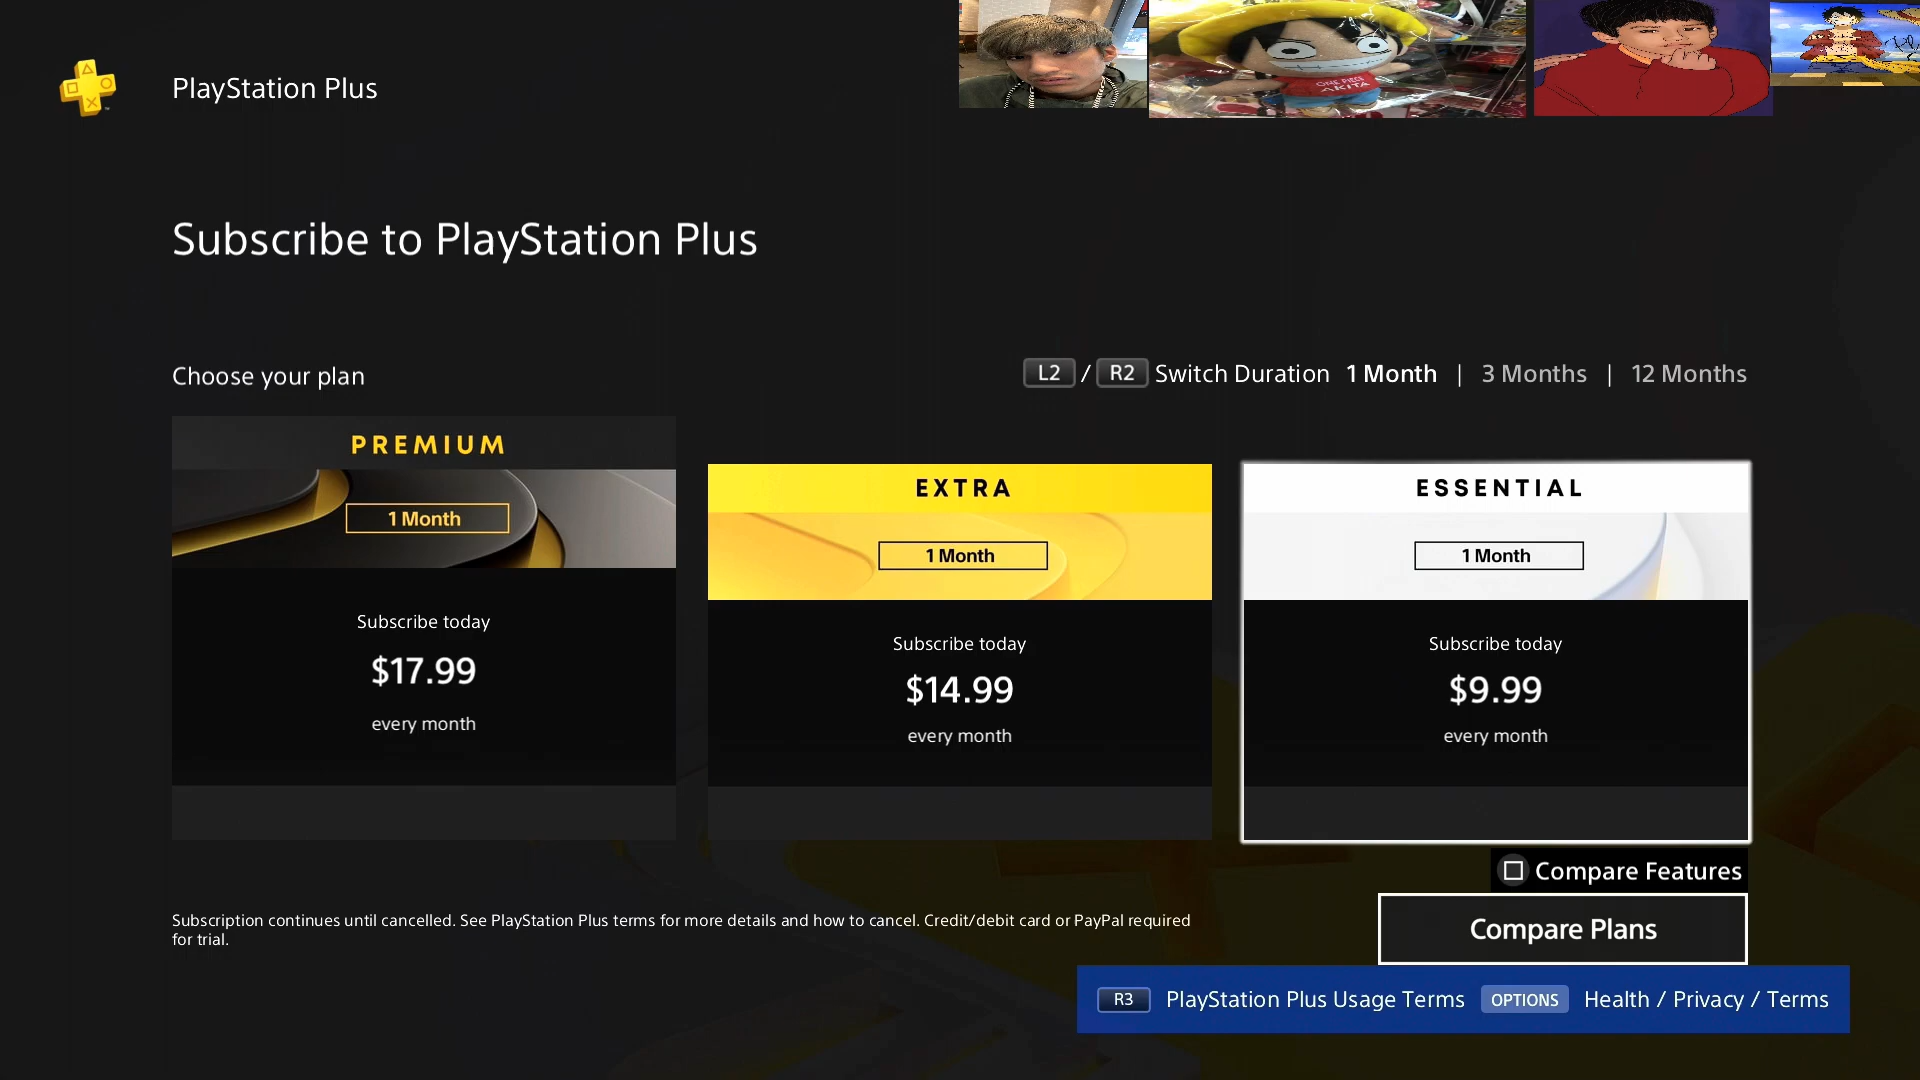 PlayStation Plus
ONE PIECE
AKITA
Subscribe to PlayStation Plus
Choose your plan
L2 / R2 Switch Duration 1 Month | 3 Months | 12 Months
PREMIUM
1 Month
Subscribe today
$17.99
every month
EXTRA
1 Month
Subscribe today
$14.99
every month
ESSENTIAL
1 Month
Subscribe today
$9.99
every month
Compare Features
Subscription continues until cancelled. See PlayStation Plus terms for more details and how to cancel. Credit/debit card or PayPal required
for trial.
Compare Plans
R3 PlayStation Plus Usage Terms OPTIONS Health / Privacy / Terms